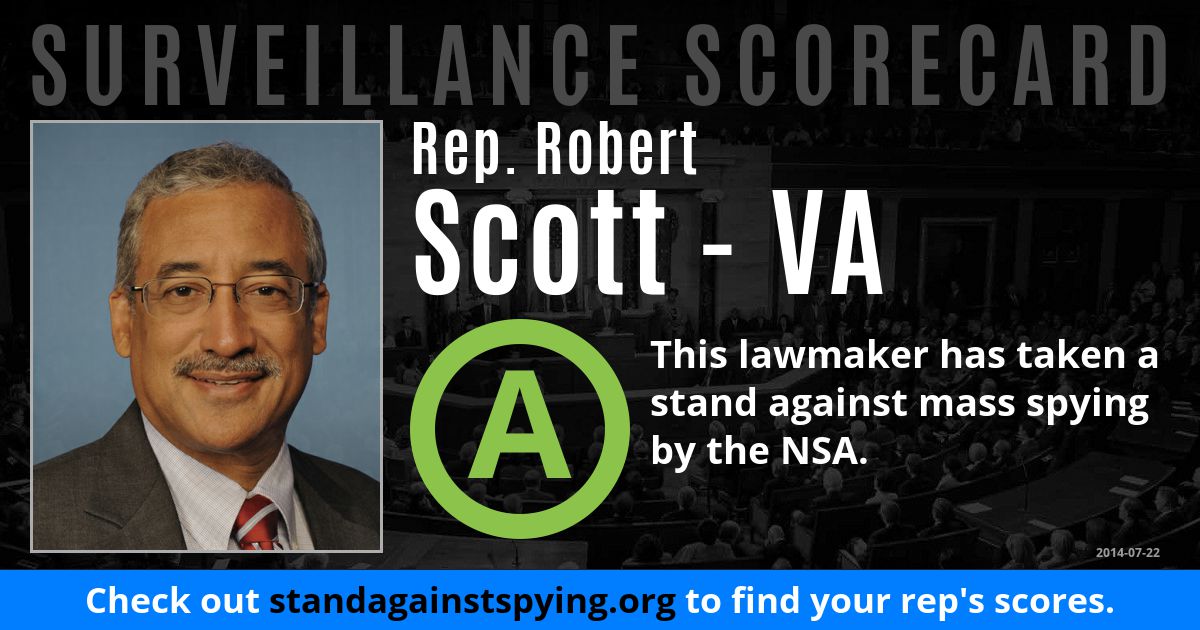 SURVEILLANCE SCORECARD
Rep. Robert
Scott - VA
A
This lawmaker has taken a
stand against mass spying
by the NSA.
2014-07-22
Check out standagainstspying.org to find your rep's scores.